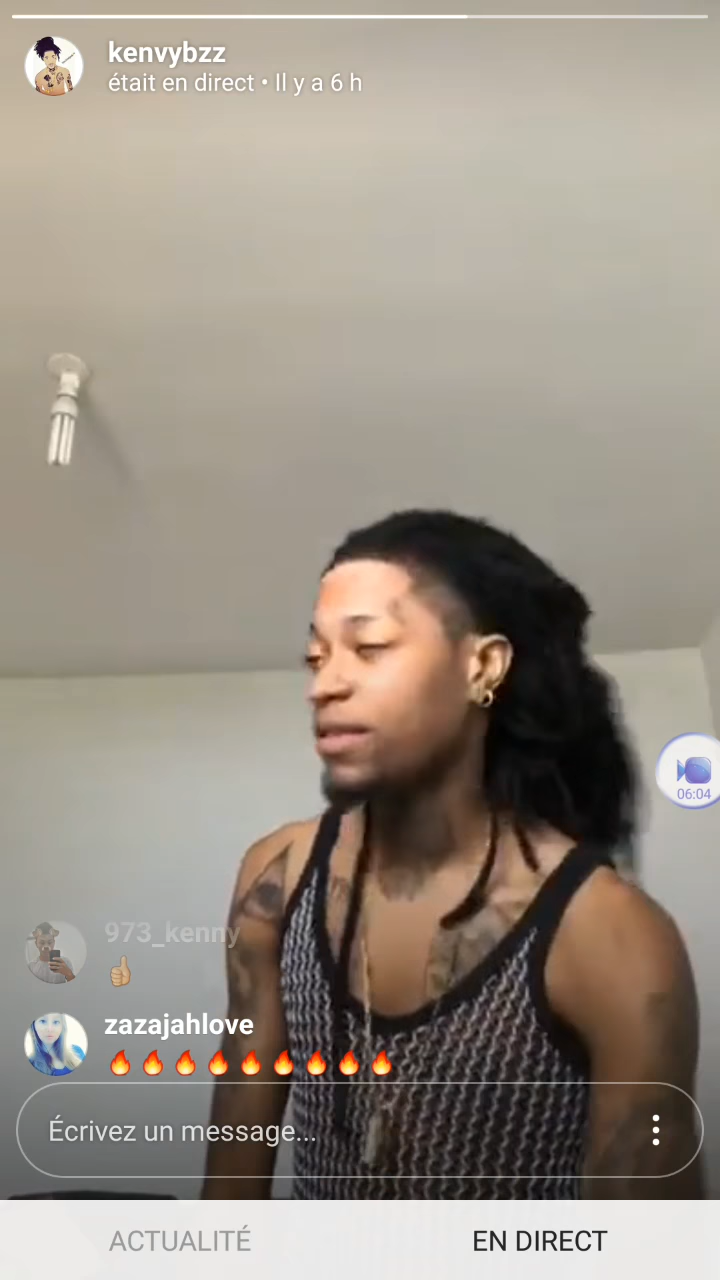 kenvybzz
était en direct • Il y a 6 h
06:04
973_kenny
👍🏼
zazajahlove
🔥🔥🔥🔥🔥🔥🔥🔥🔥
Écrivez un message...
ACTUALITÉ
EN DIRECT